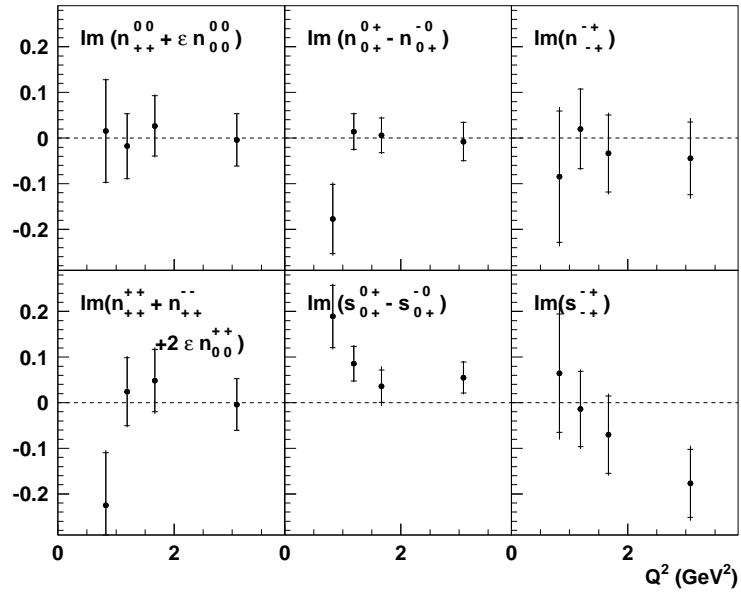 Im (n⁰⁰₊₊ + ε n⁰⁰₀₀)
Im (n⁰⁺₀₊ - n⁻⁰₀₊)
Im(n⁻⁺₋₊)
0.2
0.1
0
-0.1
-0.2
Im(n⁺⁺₊₊ + n⁻⁻₊₊
+2 ε n⁺⁺₀₀)
Im (s⁰⁺₀₊ - s⁻⁰₀₊)
Im(s⁻⁺₋₊)
0.2
0.1
0
-0.1
-0.2
0 2 0 2 0 2
Q² (GeV²)